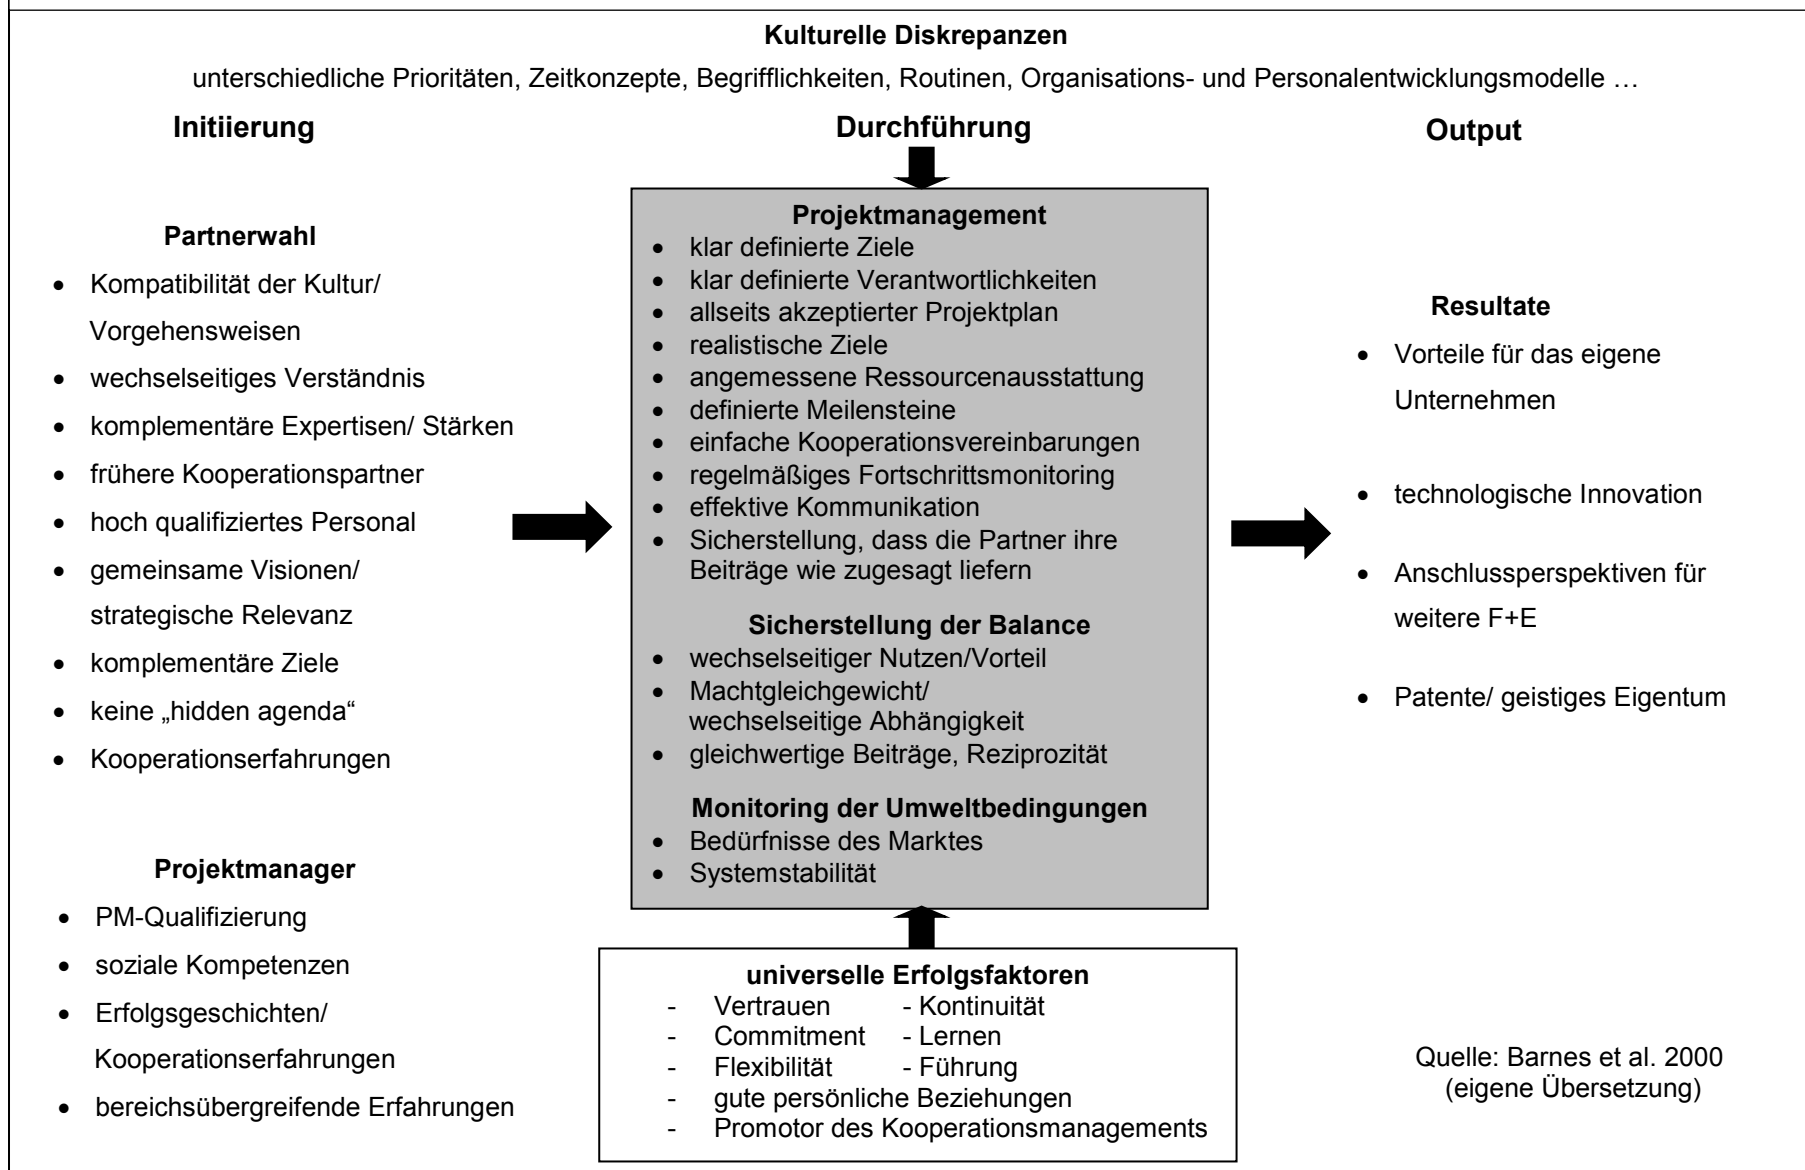 Kulturelle Diskrepanzen
unterschiedliche Prioritäten, Zeitkonzepte, Begrifflichkeiten, Routinen, Organisations- und Personalentwicklungsmodelle …
Initiierung
Partnerwahl
• Kompatibilität der Kultur/
Vorgehensweisen
• wechselseitiges Verständnis
• komplementäre Expertisen/ Stärken
• frühere Kooperationspartner
• hoch qualifiziertes Personal
• gemeinsame Visionen/
strategische Relevanz
• komplementäre Ziele
• keine „hidden agenda“
• Kooperationserfahrungen
Projektmanager
• PM-Qualifizierung
• soziale Kompetenzen
• Erfolgsgeschichten/
Kooperationserfahrungen
• bereichsübergreifende Erfahrungen
Durchführung
Projektmanagement
• klar definierte Ziele
• klar definierte Verantwortlichkeiten
• allseits akzeptierter Projektplan
• realistische Ziele
• angemessene Ressourcenausstattung
• definierte Meilensteine
• einfache Kooperationsvereinbarungen
• regelmäßiges Fortschrittsmonitoring
• effektive Kommunikation
• Sicherstellung, dass die Partner ihre
Beiträge wie zugesagt liefern
Sicherstellung der Balance
• wechselseitiger Nutzen/Vorteil
• Machtgleichgewicht/
wechselseitige Abhängigkeit
• gleichwertige Beiträge, Reziprozität
Monitoring der Umweltbedingungen
• Bedürfnisse des Marktes
• Systemstabilität
universelle Erfolgsfaktoren
- Vertrauen - Kontinuität
- Commitment - Lernen
- Flexibilität - Führung
- gute persönliche Beziehungen
- Promotor des Kooperationsmanagements
Output
Resultate
• Vorteile für das eigene
Unternehmen
• technologische Innovation
• Anschlussperspektiven für
weitere F+E
• Patente/ geistiges Eigentum
Quelle: Barnes et al. 2000
(eigene Übersetzung)